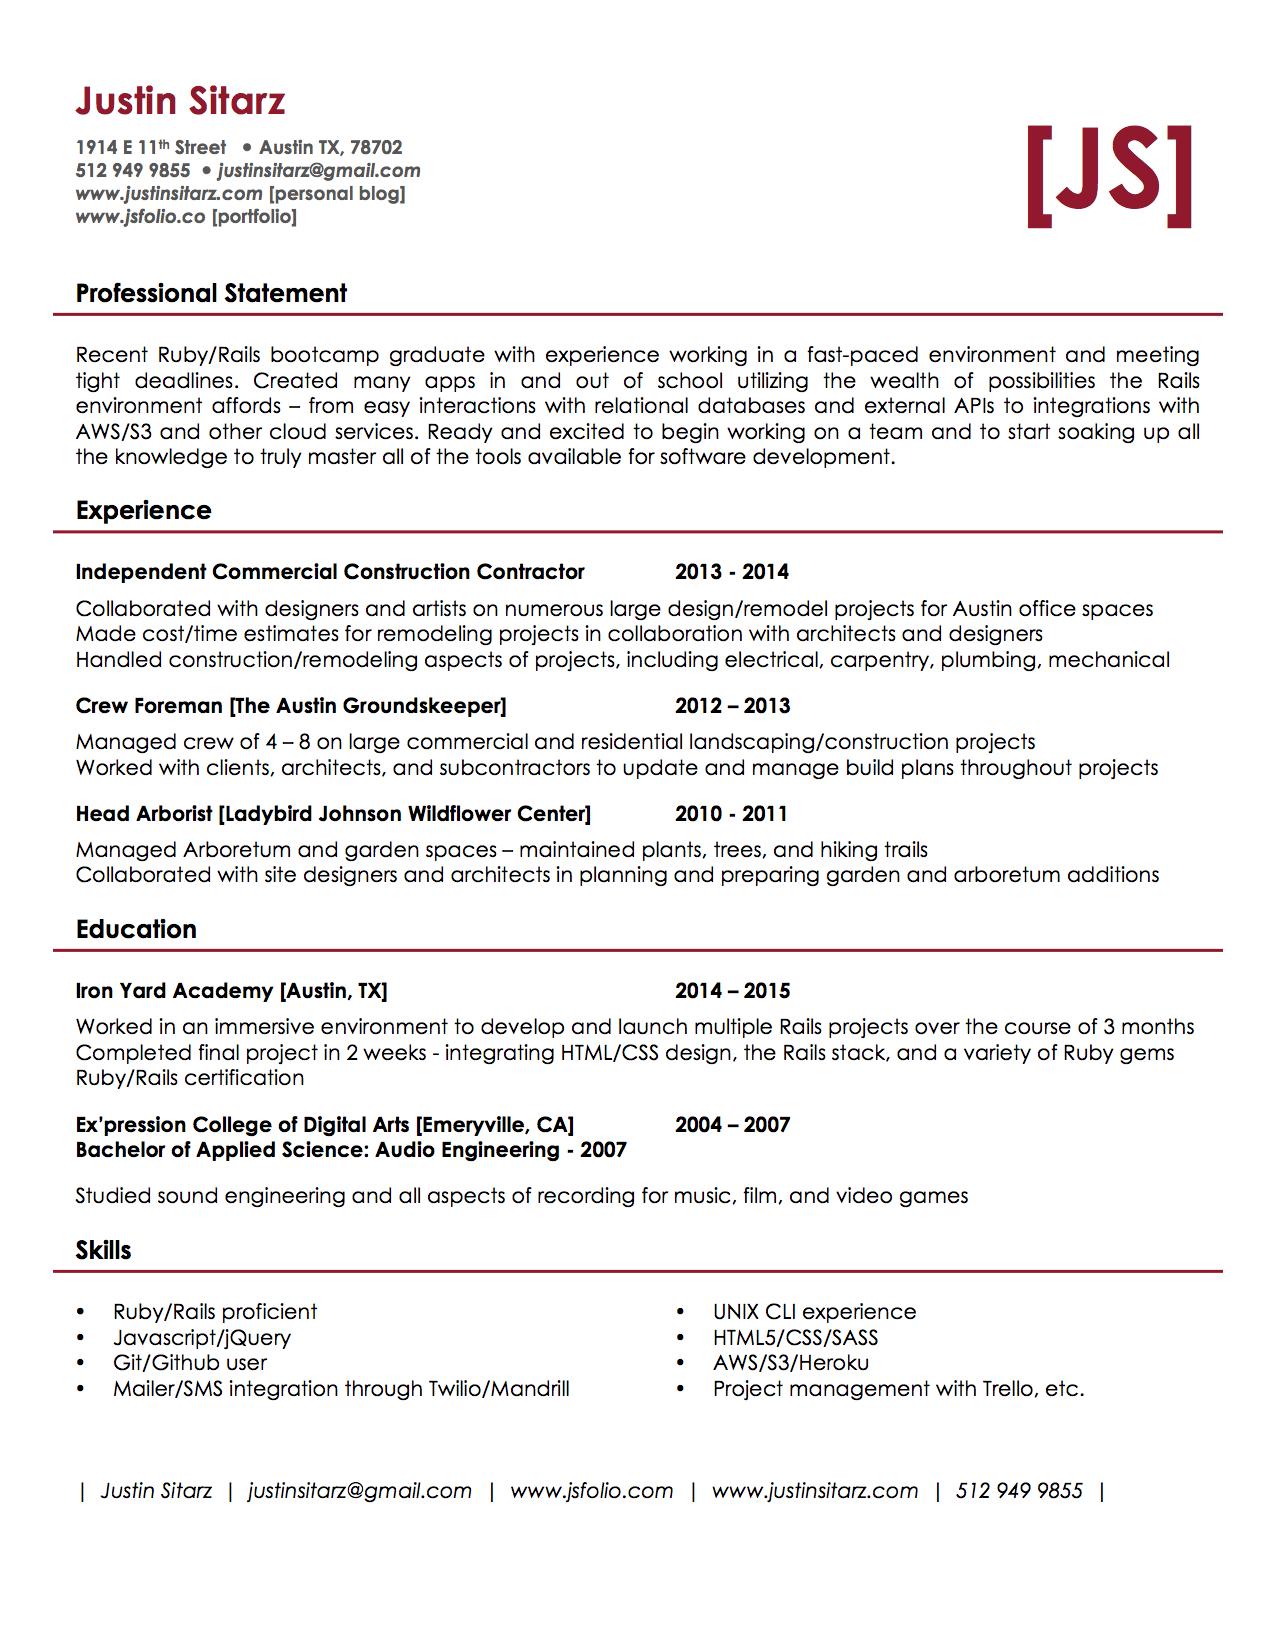 Justin Sitarz
1914 E 11th Street • Austin TX, 78702
512 949 9855 • justinsitarz@gmail.com
www.justinsitarz.com [personal blog]
www.jsfolio.co [portfolio]
[JS]
Professional Statement
Recent Ruby/Rails bootcamp graduate with experience working in a fast-paced environment and meeting
tight deadlines. Created many apps in and out of school utilizing the wealth of possibilities the Rails
environment affords – from easy interactions with relational databases and external APIs to integrations with
AWS/S3 and other cloud services. Ready and excited to begin working on a team and to start soaking up all
the knowledge to truly master all of the tools available for software development.
Experience
Independent Commercial Construction Contractor 2013 - 2014
Collaborated with designers and artists on numerous large design/remodel projects for Austin office spaces
Made cost/time estimates for remodeling projects in collaboration with architects and designers
Handled construction/remodeling aspects of projects, including electrical, carpentry, plumbing, mechanical
Crew Foreman [The Austin Groundskeeper] 2012 – 2013
Managed crew of 4 – 8 on large commercial and residential landscaping/construction projects
Worked with clients, architects, and subcontractors to update and manage build plans throughout projects
Head Arborist [Ladybird Johnson Wildflower Center] 2010 - 2011
Managed Arboretum and garden spaces – maintained plants, trees, and hiking trails
Collaborated with site designers and architects in planning and preparing garden and arboretum additions
Education
Iron Yard Academy [Austin, TX] 2014 – 2015
Worked in an immersive environment to develop and launch multiple Rails projects over the course of 3 months
Completed final project in 2 weeks - integrating HTML/CSS design, the Rails stack, and a variety of Ruby gems
Ruby/Rails certification
Ex'pression College of Digital Arts [Emeryville, CA] 2004 – 2007
Bachelor of Applied Science: Audio Engineering - 2007
Studied sound engineering and all aspects of recording for music, film, and video games
Skills
• Ruby/Rails proficient
• Javascript/jQuery
• Git/Github user
• Mailer/SMS integration through Twilio/Mandrill
• UNIX CLI experience
• HTML5/CSS/SASS
• AWS/S3/Heroku
• Project management with Trello, etc.
| Justin Sitarz | justinsitarz@gmail.com | www.jsfolio.com | www.justinsitarz.com | 512 949 9855 |